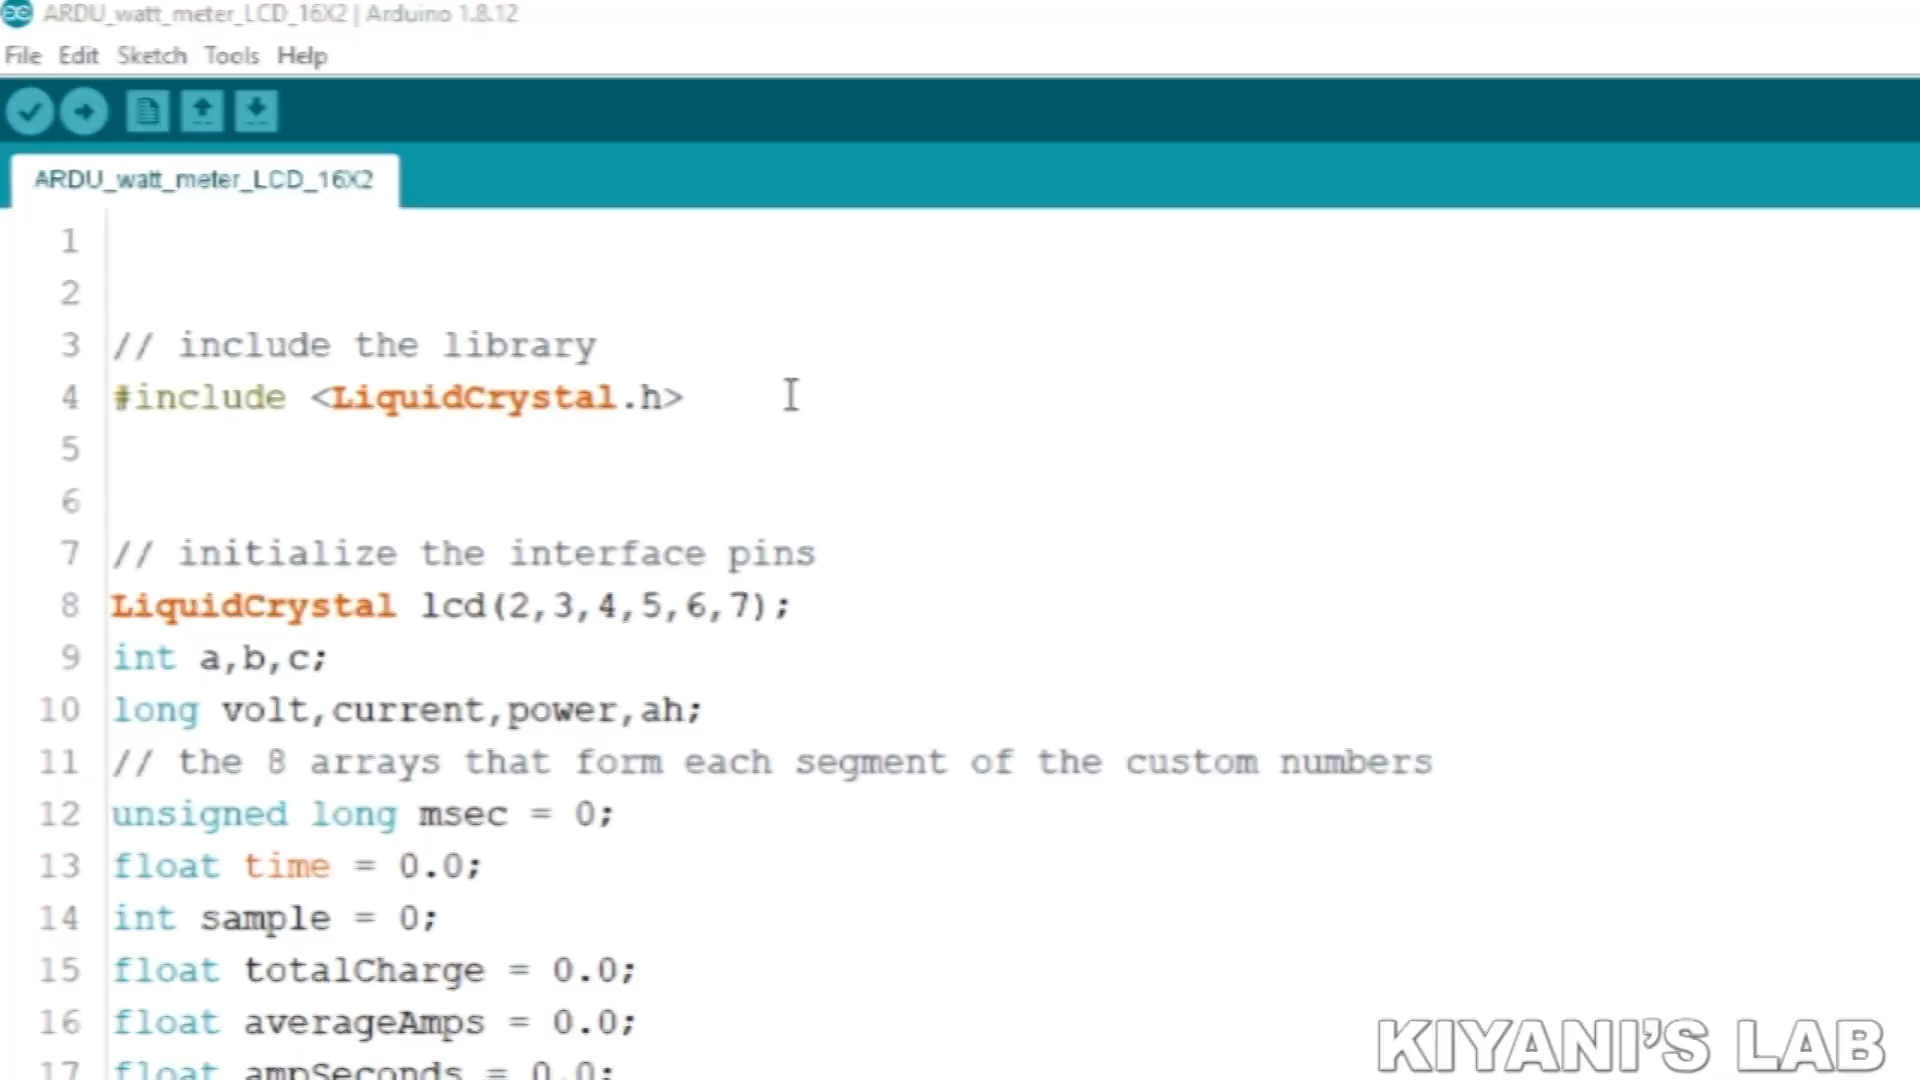 ARDU_watt_meter_LCD_16X2 | Arduino 1.8.12
File Edit Sketch Tools Help
ARDU_watt_meter_LCD_16X2
1
2
3 // include the library
4 #include <LiquidCrystal.h>
5
6
7 // initialize the interface pins
8 LiquidCrystal lcd(2,3,4,5,6,7);
9 int a,b,c;
10 long volt,current,power,ah;
11 // the 8 arrays that form each segment of the custom numbers
12 unsigned long msec = 0;
13 float time = 0.0;
14 int sample = 0;
15 float totalCharge = 0.0;
16 float averageAmps = 0.0;
17 float ampSeconds = 0.0;
KIYANI'S LAB